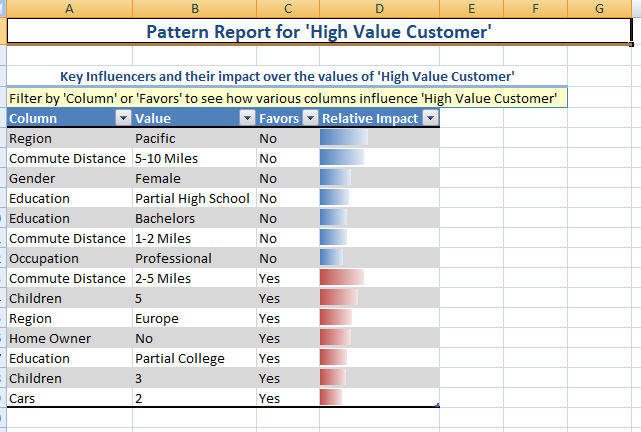 A B C D E F G
Pattern Report for 'High Value Customer'
Key Influencers and their impact over the values of 'High Value Customer'
Filter by 'Column' or 'Favors' to see how various columns influence 'High Value Customer'
Column Value Favors Relative Impact
Region Pacific No
Commute Distance 5-10 Miles No
Gender Female No
Education Partial High School No
Education Bachelors No
Commute Distance 1-2 Miles No
Occupation Professional No
Commute Distance 2-5 Miles Yes
Children 5 Yes
Region Europe Yes
Home Owner No Yes
Education Partial College Yes
Children 3 Yes
Cars 2 Yes